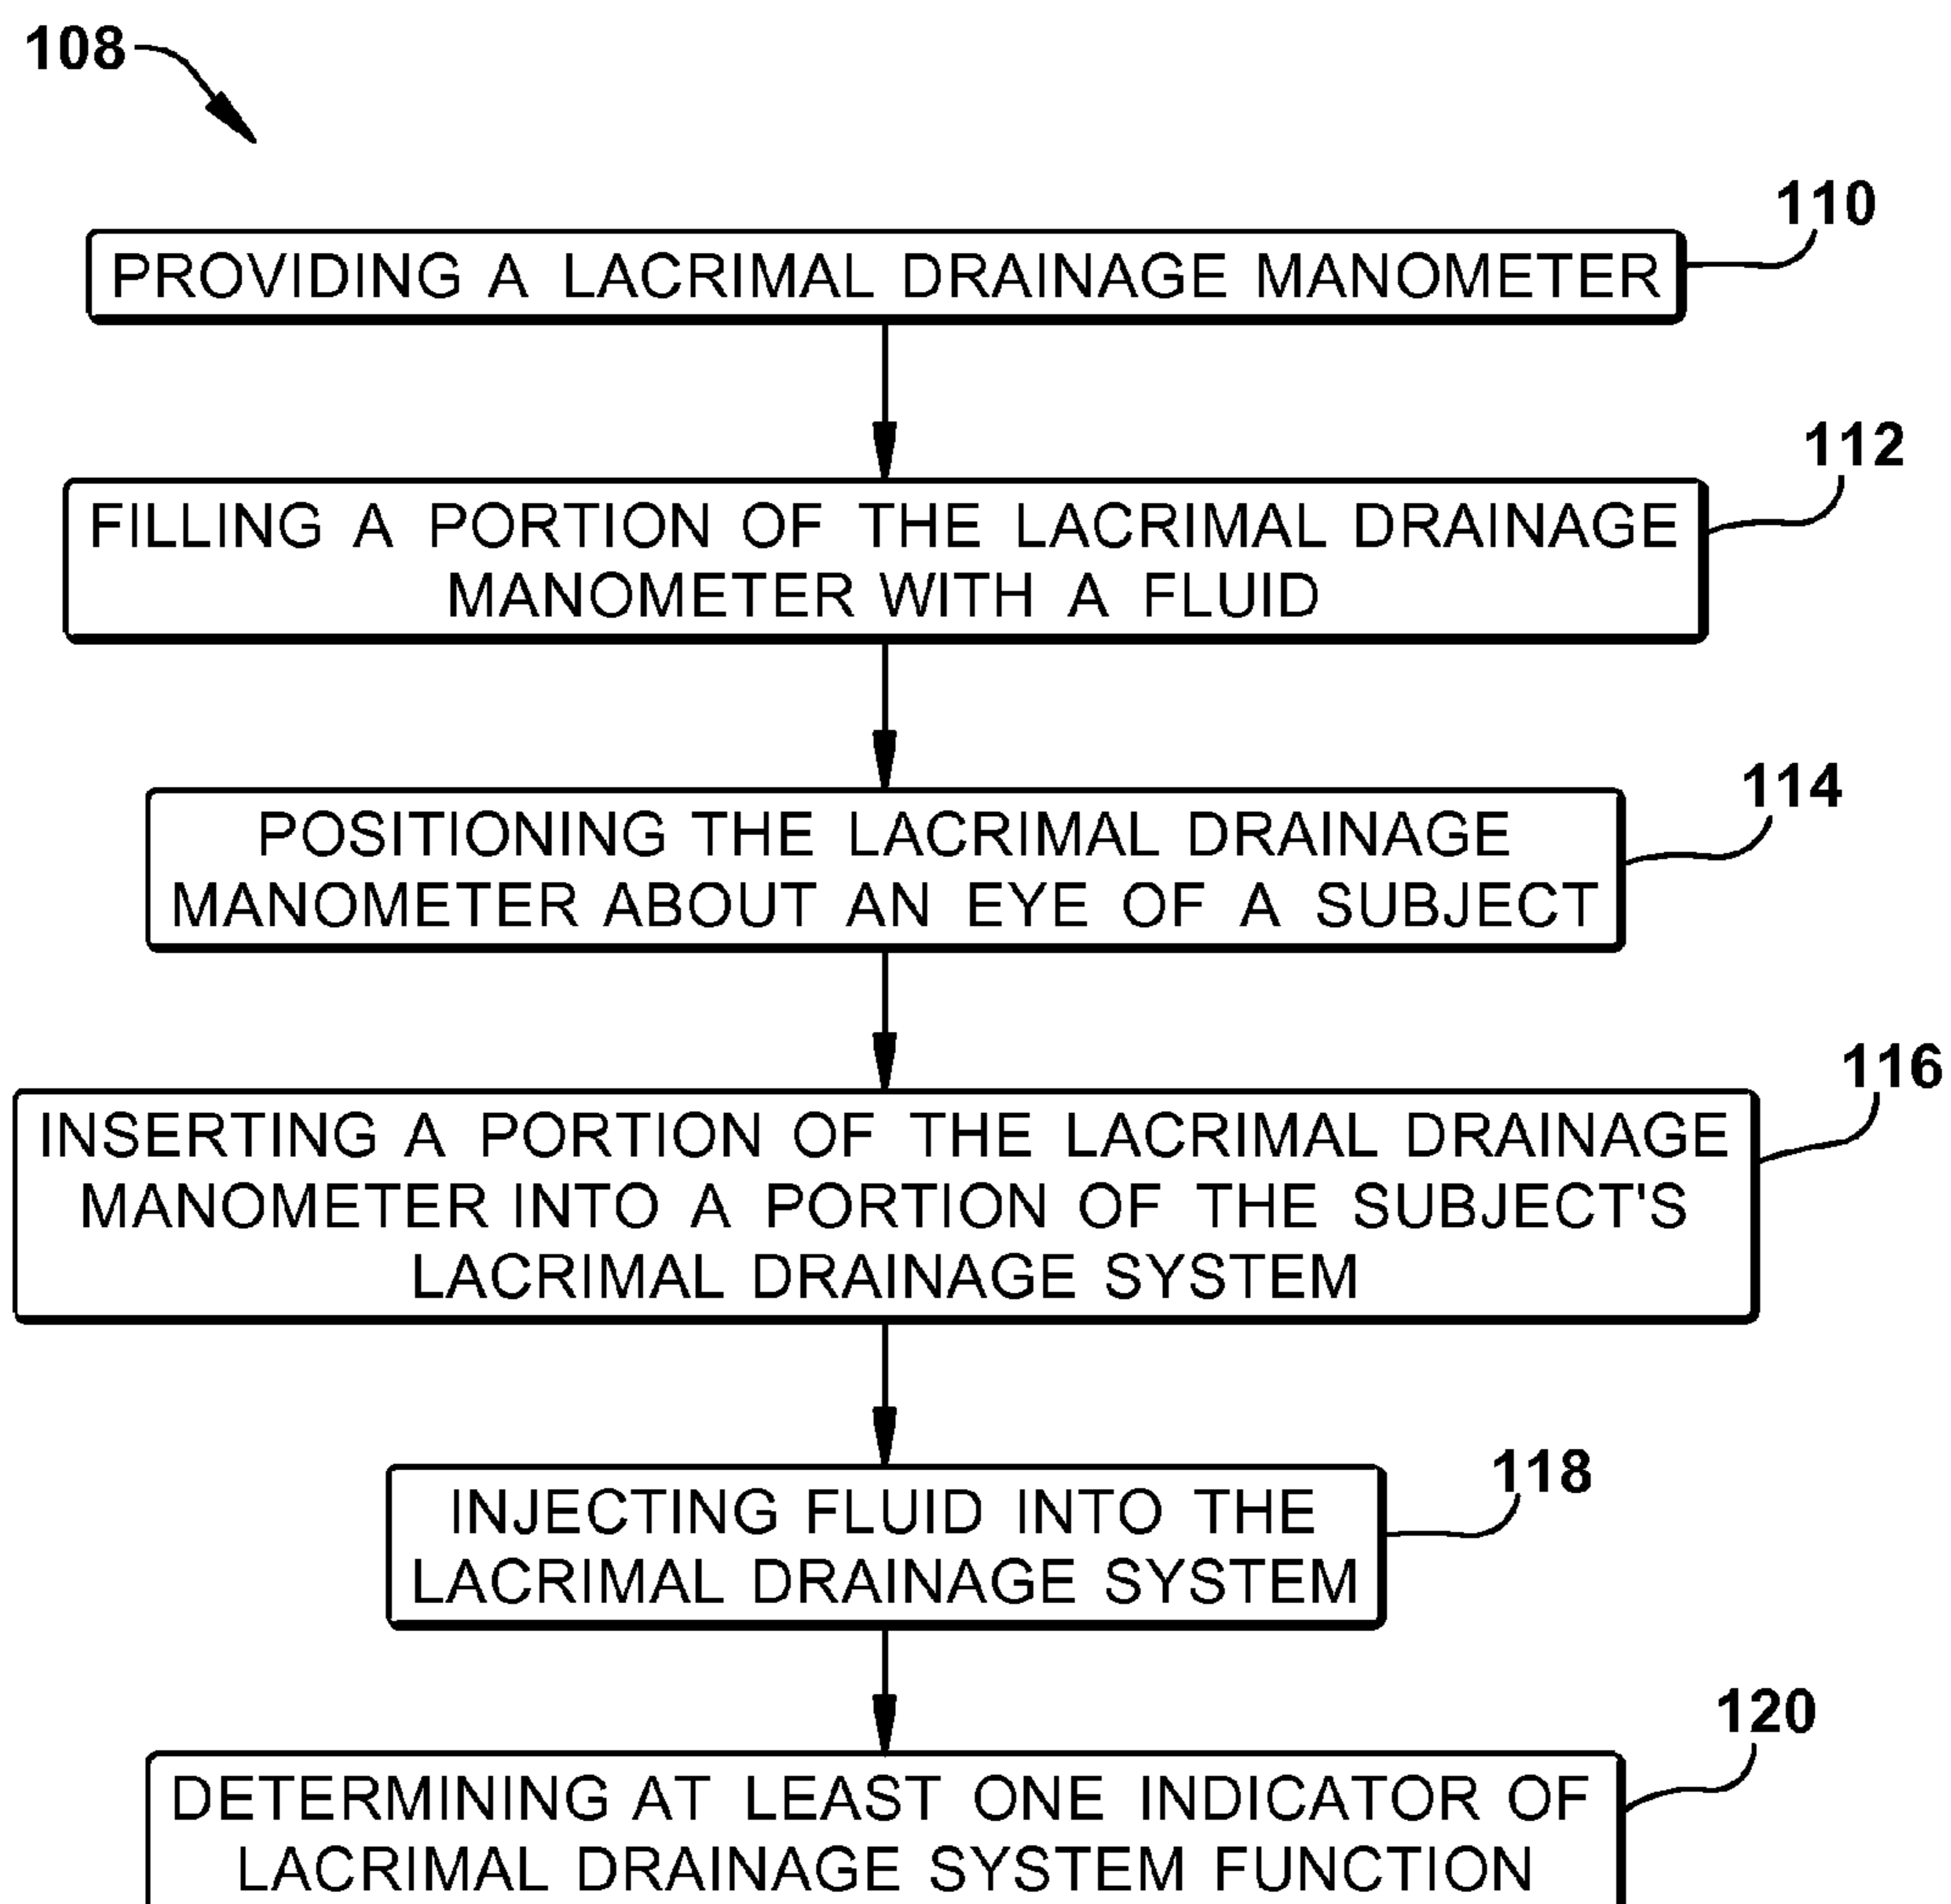 108
110
PROVIDING A LACRIMAL DRAINAGE MANOMETER
112
FILLING A PORTION OF THE LACRIMAL DRAINAGE
MANOMETER WITH A FLUID
114
POSITIONING THE LACRIMAL DRAINAGE
MANOMETER ABOUT AN EYE OF A SUBJECT
116
INSERTING A PORTION OF THE LACRIMAL DRAINAGE
MANOMETER INTO A PORTION OF THE SUBJECT'S
LACRIMAL DRAINAGE SYSTEM
118
INJECTING FLUID INTO THE
LACRIMAL DRAINAGE SYSTEM
120
DETERMINING AT LEAST ONE INDICATOR OF
LACRIMAL DRAINAGE SYSTEM FUNCTION